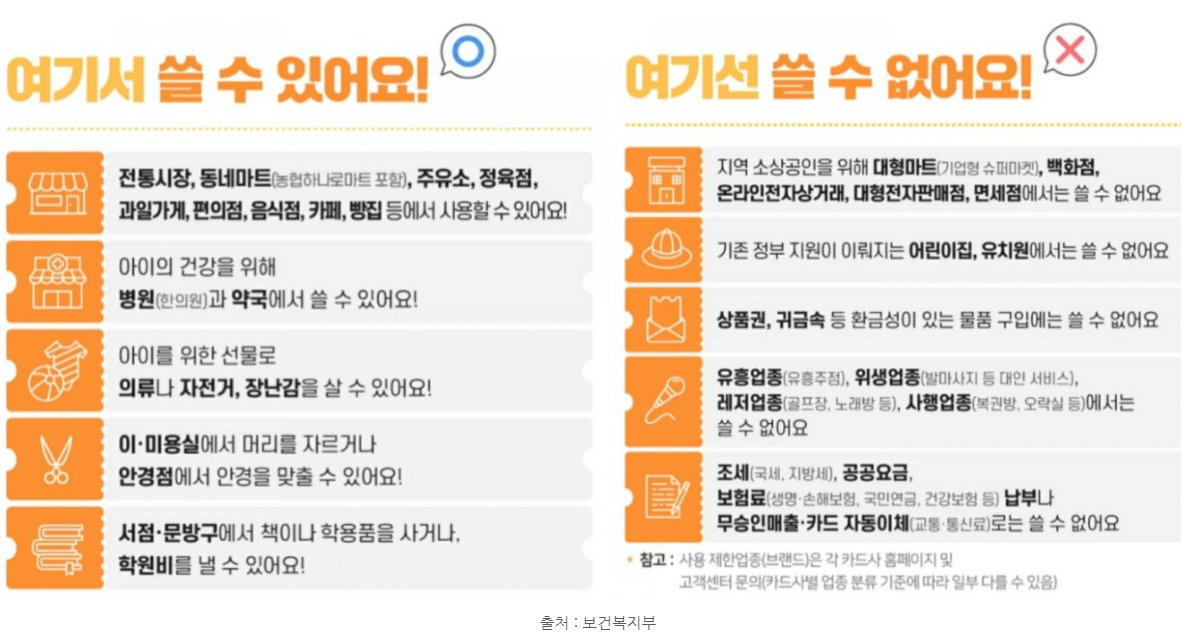 여기서 쓸 수 있어요!
전통시장, 동네마트(농협하나로마트 포함), 주유소, 정육점,
과일가게, 편의점, 음식점, 카페, 빵집 등에서 사용할 수 있어요!
아이의 건강을 위해
병원(한의원)과 약국에서 쓸 수 있어요!
아이를 위한 선물로
의류나 자전거, 장난감을 살 수 있어요!
이·미용실에서 머리를 자르거나
안경점에서 안경을 맞출 수 있어요!
서점·문방구에서 책이나 학용품을 사거나,
학원비를 낼 수 있어요!
여기선 쓸 수 없어요!
지역 소상공인을 위해 대형마트(기업형 슈퍼마켓), 백화점,
온라인전자상거래, 대형전자판매점, 면세점에서는 쓸 수 없어요
기존 정부 지원이 이뤄지는 어린이집, 유치원에서는 쓸 수 없어요
상품권, 귀금속 등 환금성이 있는 물품 구입에는 쓸 수 없어요
유흥업종(유흥주점), 위생업종(발마사지 등 대인 서비스),
레저업종(골프장, 노래방 등), 사행업종(복권방, 오락실 등)에서는
쓸 수 없어요
조세(국세, 지방세), 공공요금,
보험료(생명·손해보험, 국민연금, 건강보험 등) 납부나
무승인매출·카드 자동이체(교통·통신료)로는 쓸 수 없어요
* 참고 : 사용 제한업종(브랜드)은 각 카드사 홈페이지 및
고객센터 문의(카드사별 업종 분류 기준에 따라 일부 다를 수 있음)
출처 : 보건복지부